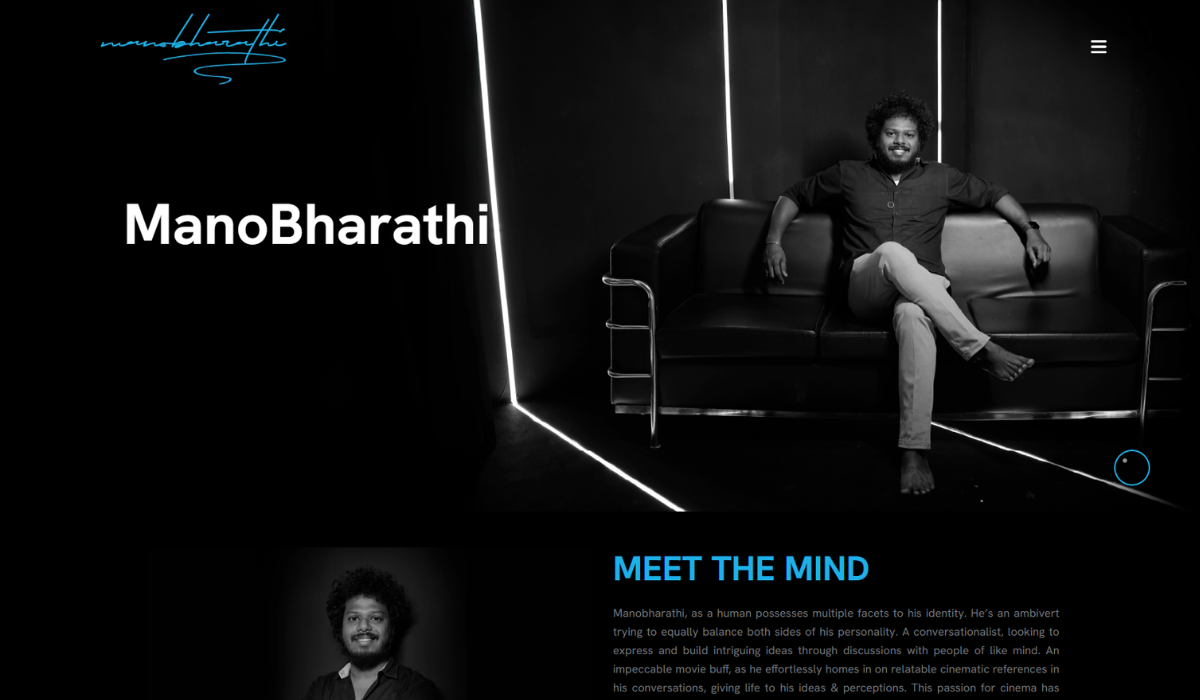 manobharathi
ManoBharathi
MEET THE MIND
Manobharathi, as a human possesses multiple facets to his identity. He's an ambivert
trying to equally balance both sides of his personality. A conversationalist, looking to
express and build intriguing ideas through discussions with people of like mind. An
impeccable movie buff, as he effortlessly homes in on relatable cinematic references in
his conversations, giving life to his ideas & perceptions. This passion for cinema has